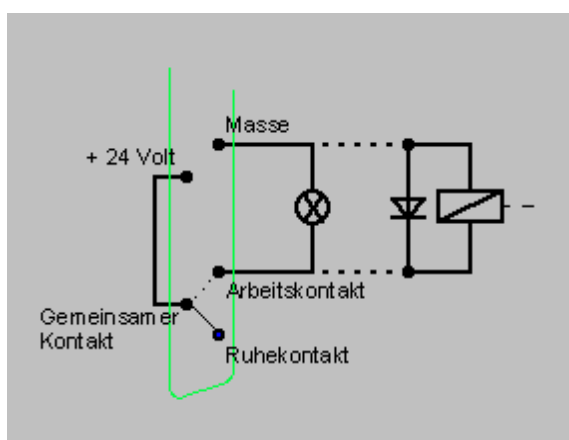 Masse
+ 24 Volt
Arbeitskontakt
Gemeinsamer
Kontakt
Ruhekontakt